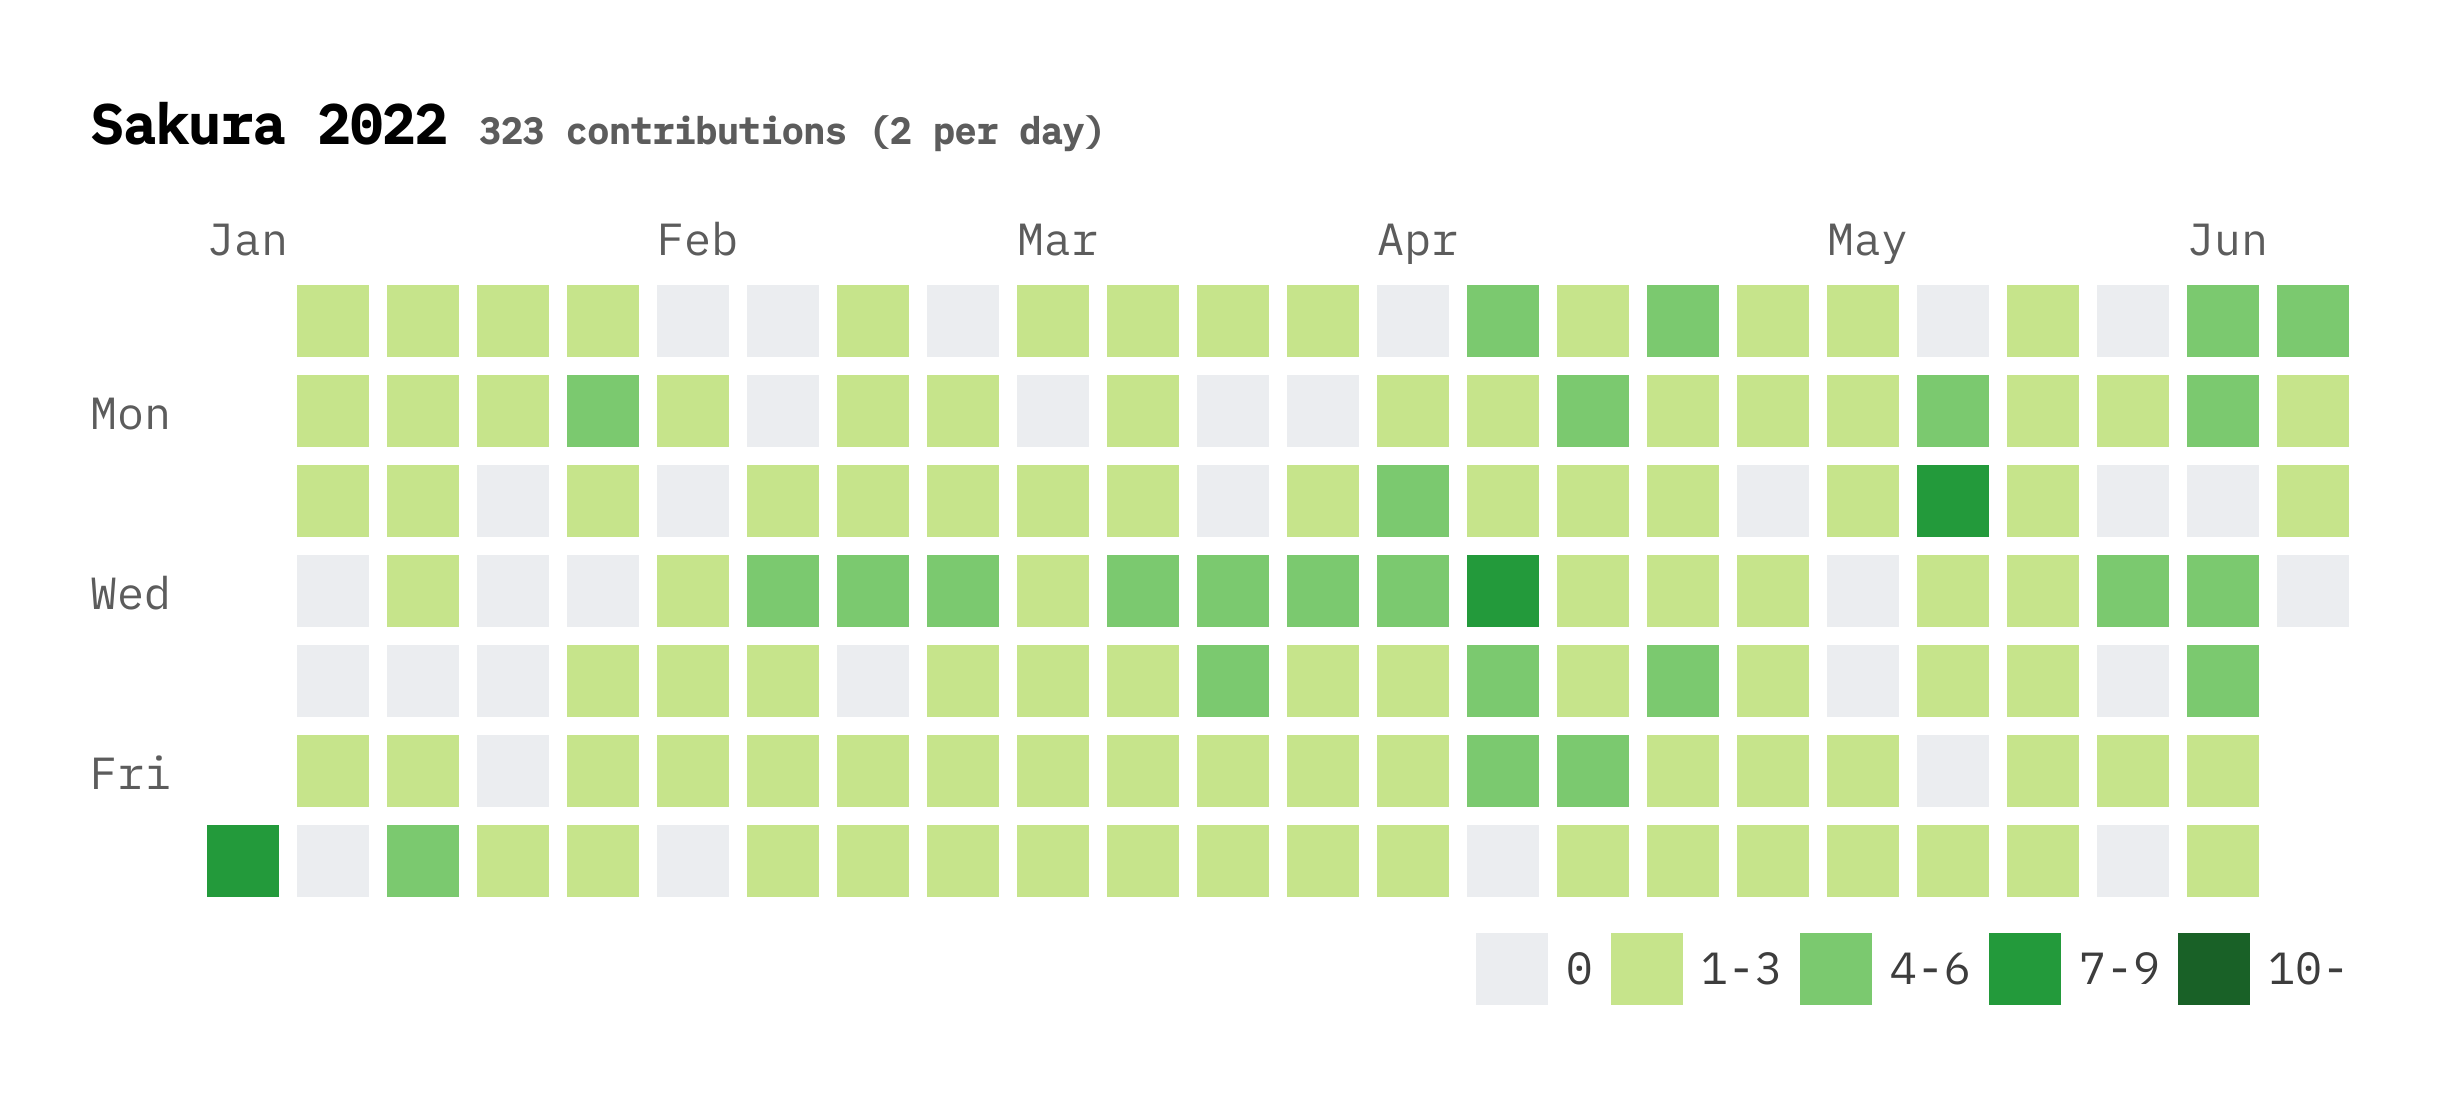 Sakura 2022 323 contributions (2 per day)
Jan Feb Mar Apr May Jun
Mon
Wed
Fri
0 1-3 4-6 7-9 10-